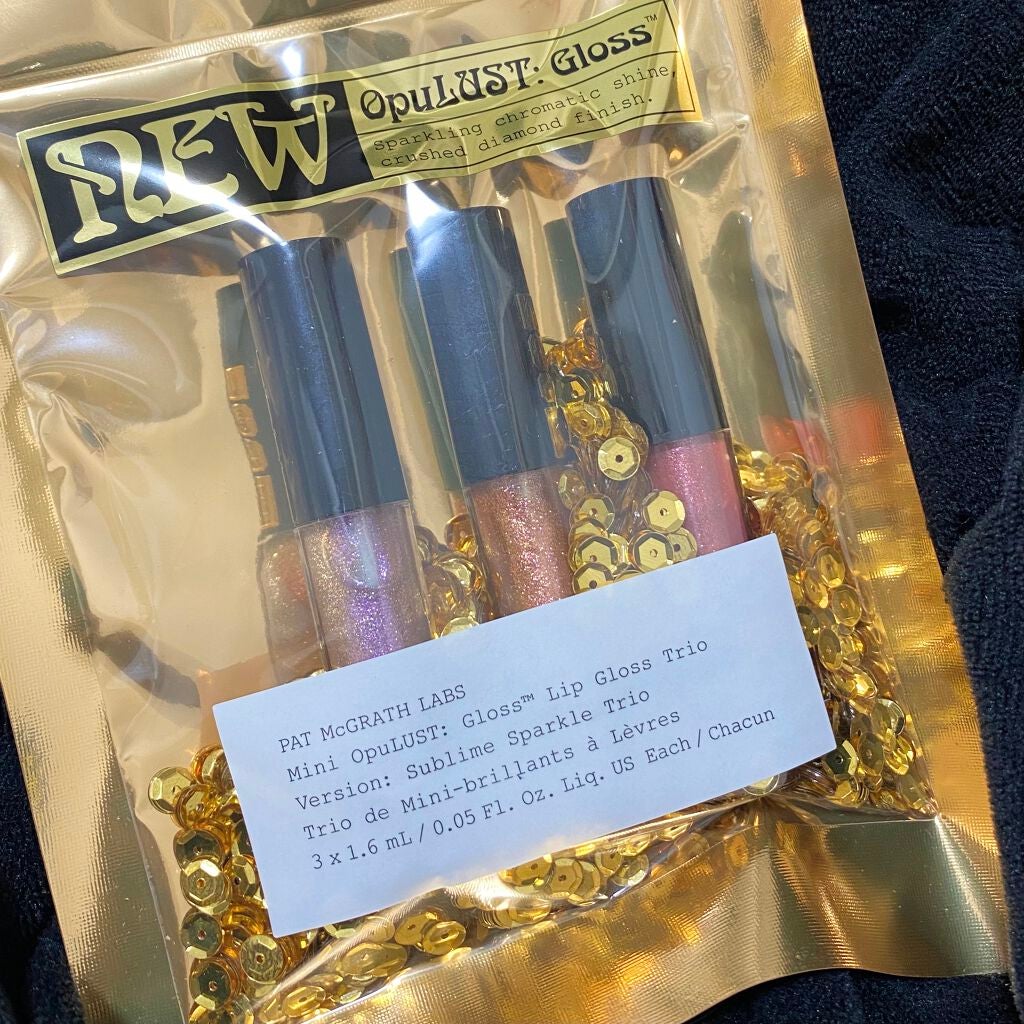 NEW
OpuLUST: Gloss™
Sparkling chromatic shine,
crushed diamond finish.
PAT McGRATH LABS
Mini OpuLUST: Gloss™ Lip Gloss Trio
Version: Sublime Sparkle Trio
Trio de Mini-brillants à Lèvres
3 x 1.6 mL / 0.05 Fl. Oz. Liq. US Each / Chacun